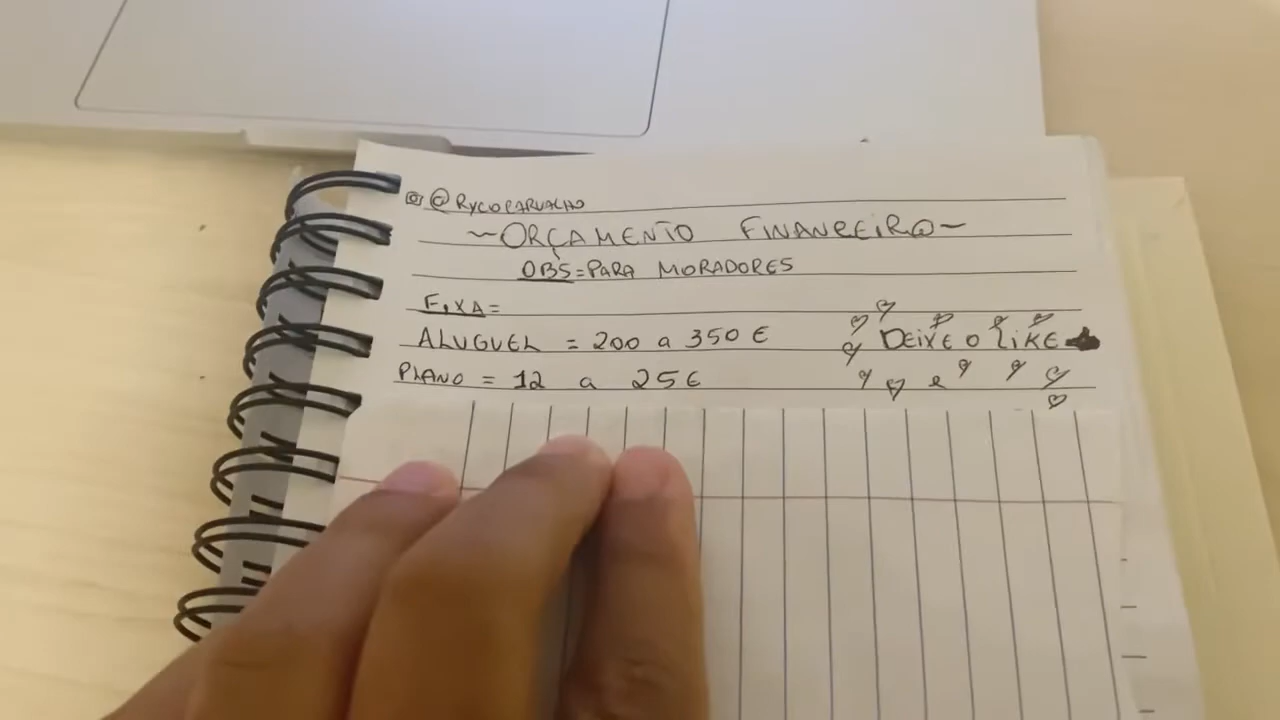 @RYCOCARVALHO
~ORÇAMENTO FINANCEIRO~
OBS=PARA MORADORES
FIXA=
ALUGUEL = 200 a 350 €
DEIXE O LIKE
PLANO = 12 a 25€